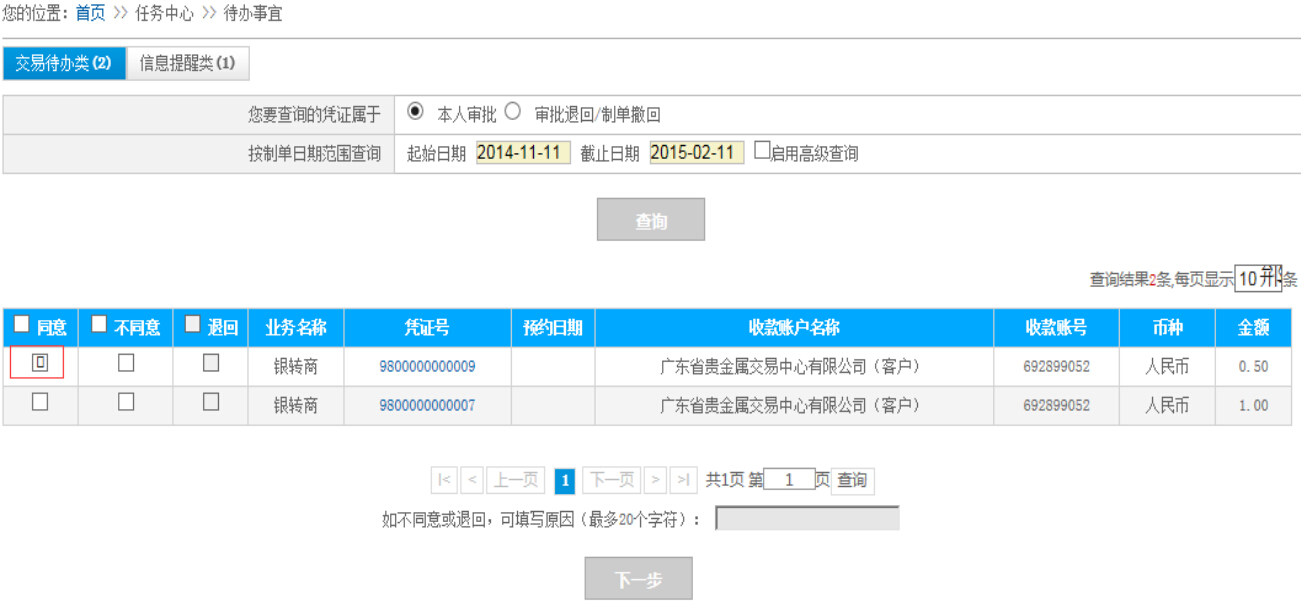 您的位置：首页 >> 任务中心 >> 待办事宜
交易待办类(2) 信息提醒类(1)
您要查询的凭证属于 本人审批 审批退回/制单撤回
按制单日期范围查询 起始日期 2014-11-11 截止日期 2015-02-11 启用高级查询
查询
查询结果2条,每页显示 10 条
同意 不同意 退回 业务名称 凭证号 预约日期 收款账户名称 收款账号 币种 金额
银转商 9800000000009 广东省贵金属交易中心有限公司（客户） 692899052 人民币 0.50
银转商 9800000000007 广东省贵金属交易中心有限公司（客户） 692899052 人民币 1.00
|< < 上一页 1 下一页 > >| 共1页 第 1 页 查询
如不同意或退回，可填写原因（最多20个字符）：
下一步